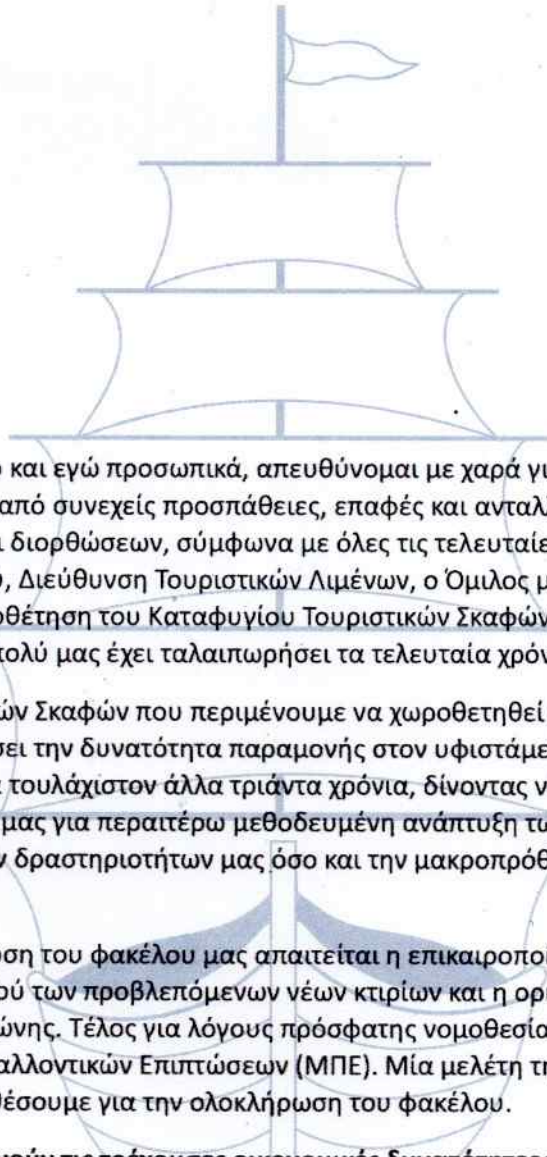 και εγώ προσωπικά, απευθύνομαι με χαρά γι
από συνεχείς προσπάθειες, επαφές και ανταλ
διορθώσεων, σύμφωνα με όλες τις τελευταίε
Διεύθυνση Τουριστικών Λιμένων, ο Όμιλος μ
οθέτηση του Καταφυγίου Τουριστικών Σκαφών
πολύ μας έχει ταλαιπωρήσει τα τελευταία χρόν
ών Σκαφών που περιμένουμε να χωροθετηθεί
σει την δυνατότητα παραμονής στον υφιστάμε
τουλάχιστον άλλα τριάντα χρόνια, δίνοντας ν
μας για περαιτέρω μεθοδευμένη ανάπτυξη τω
ν δραστηριοτήτων μας όσο και την μακροπρόθ
ση του φακέλου μας απαιτείται η επικαιροποί
ού των προβλεπόμενων νέων κτιρίων και η ορι
ώνης. Τέλος για λόγους πρόσφατης νομοθεσία
αλλοντικών Επιπτώσεων (ΜΠΕ). Μία μελέτη τη
θέσουμε για την ολοκλήρωση του φακέλου.